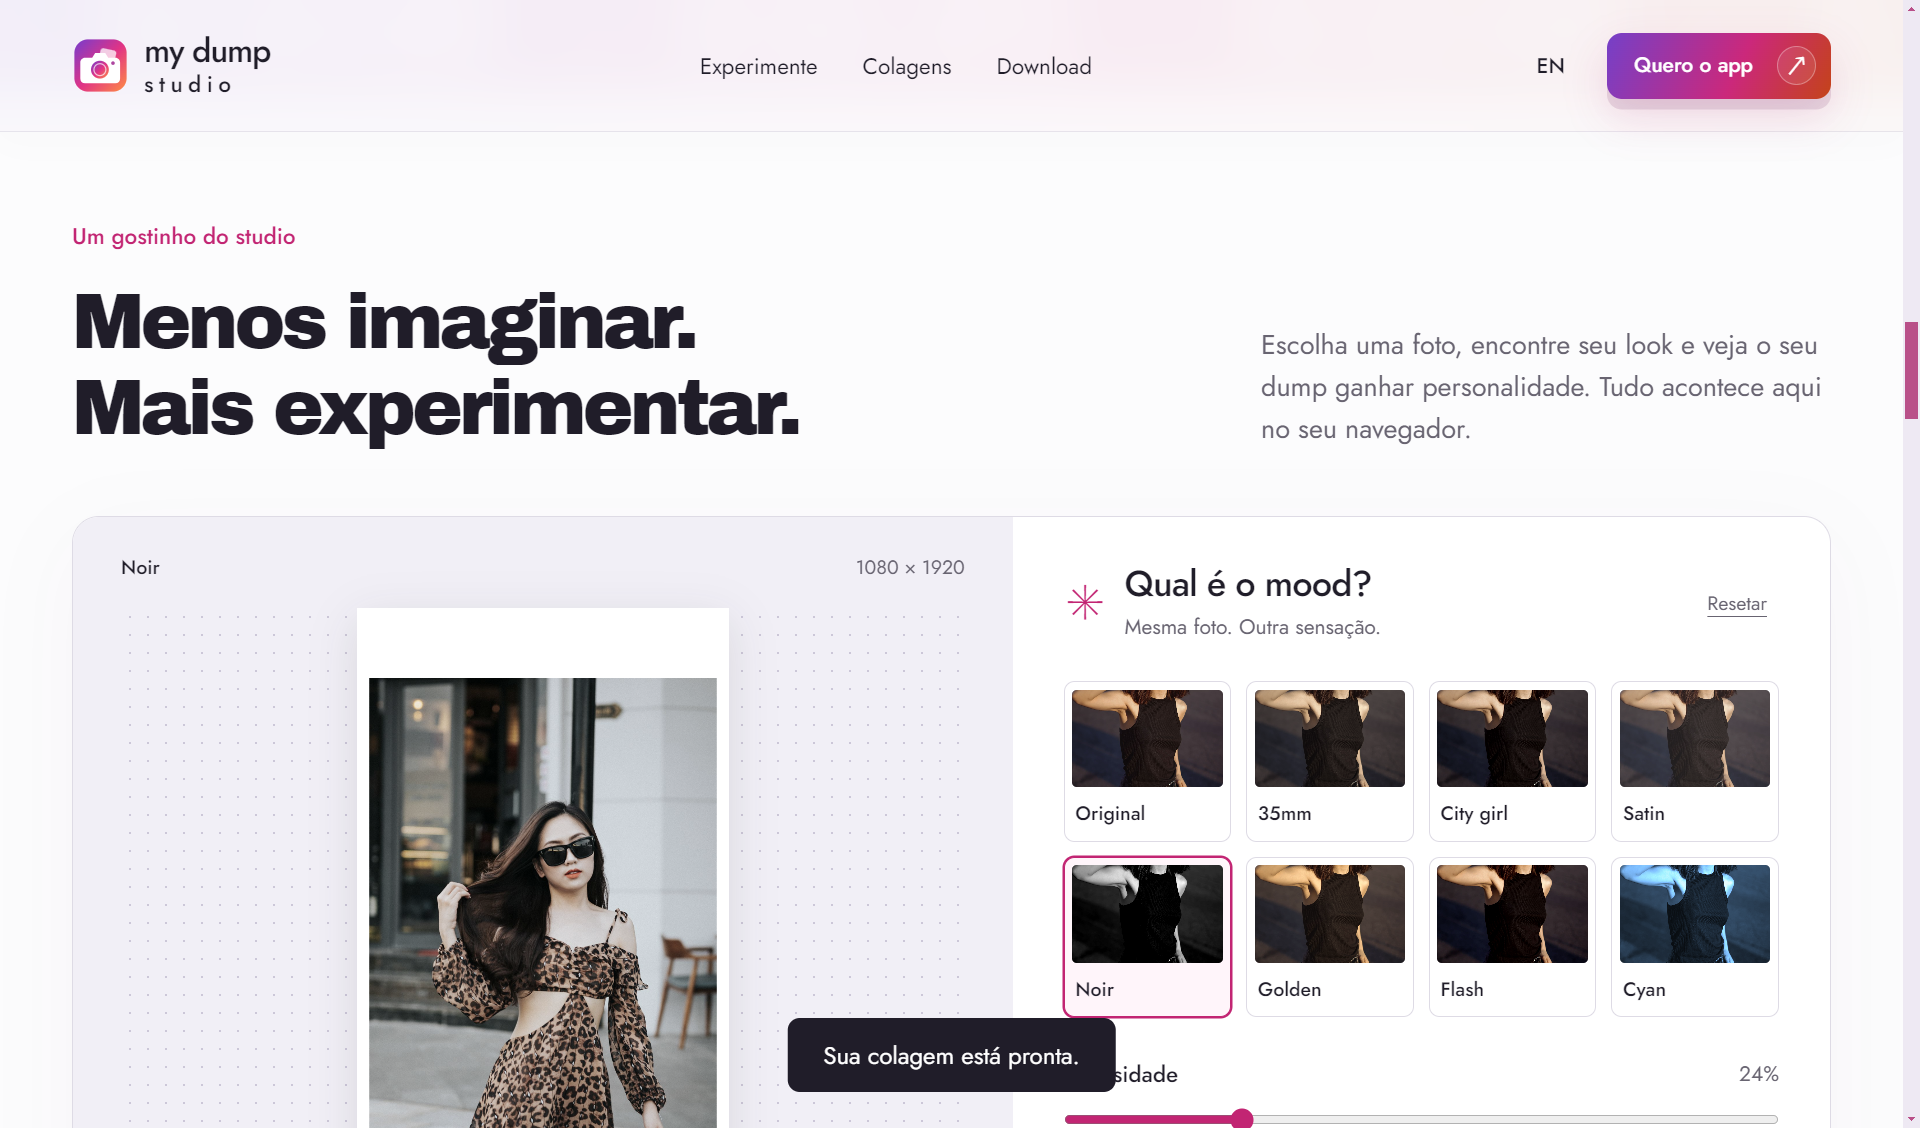 my dump
studio
Experimente
Colagens
Download
EN
Quero o app
Um gostinho do studio
Menos imaginar.
Mais experimentar.
Escolha uma foto, encontre seu look e veja o seu
dump ganhar personalidade. Tudo acontece aqui
no seu navegador.
Noir
1080 × 1920
Qual é o mood?
Mesma foto. Outra sensação.
Resetar
Original
35mm
City girl
Satin
Noir
Golden
Flash
Cyan
Sua colagem está pronta.
sidade
24%